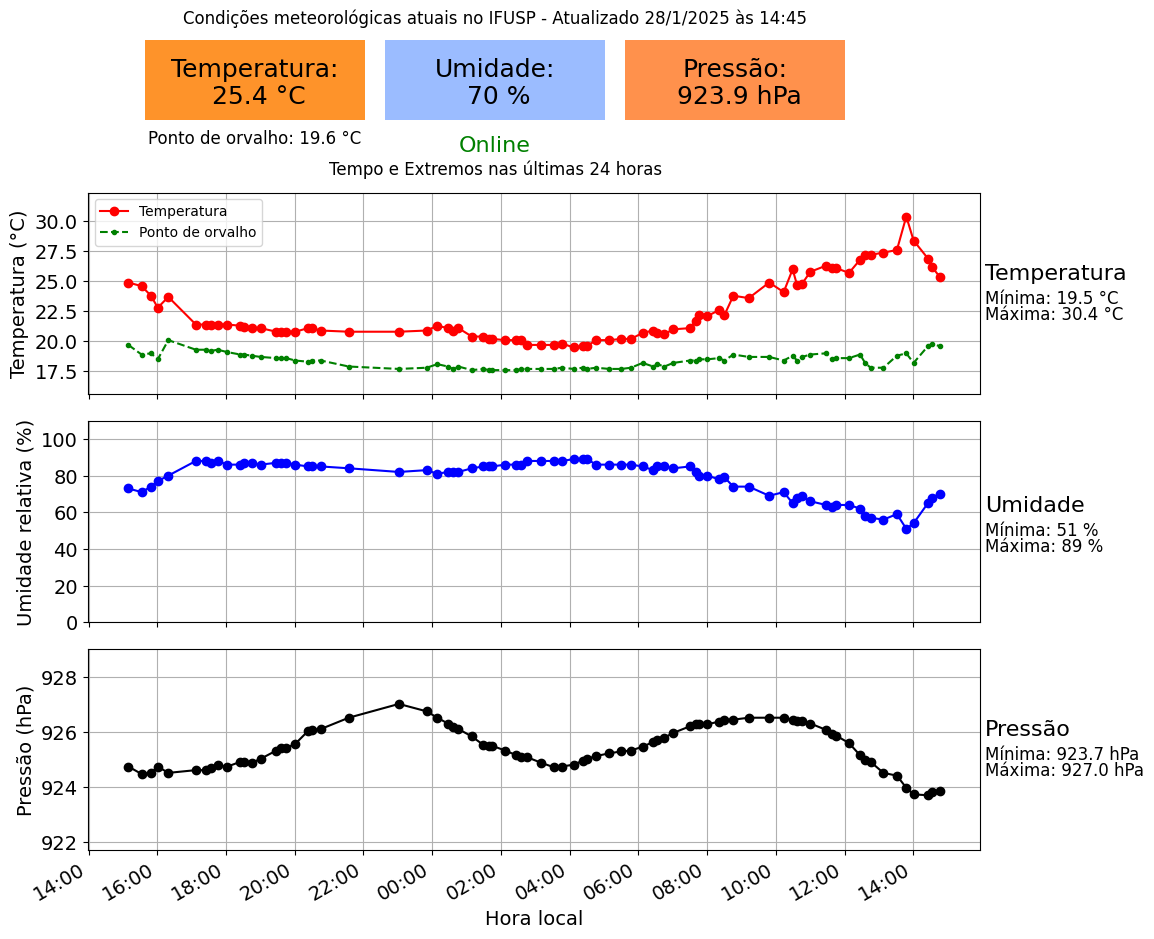 Condições meteorológicas atuais no IFUSP - Atualizado 28/1/2025 às 14:45
Temperatura:
25.4 °C
Umidade:
70 %
Pressão:
923.9 hPa
Ponto de orvalho: 19.6 °C
Online
Tempo e Extremos nas últimas 24 horas
Temperatura (°C)
30.0
27.5
25.0
22.5
20.0
17.5
Temperatura
Ponto de orvalho
Temperatura
Mínima: 19.5 °C
Máxima: 30.4 °C
Umidade relativa (%)
100
80
60
40
20
0
Umidade
Mínima: 51 %
Máxima: 89 %
Pressão (hPa)
928
926
924
922
Pressão
Mínima: 923.7 hPa
Máxima: 927.0 hPa
14:00
16:00
18:00
20:00
22:00
00:00
02:00
04:00
06:00
08:00
10:00
12:00
14:00
Hora local